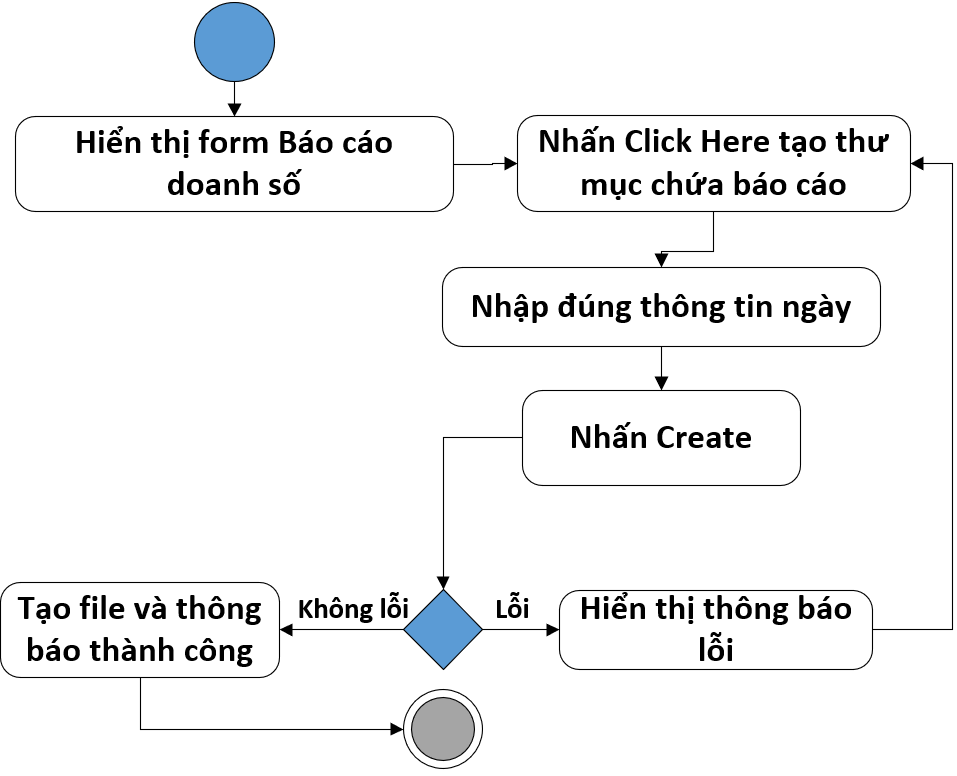 Hiển thị form Báo cáo
doanh số
Nhấn Click Here tạo thư
mục chứa báo cáo
Nhập đúng thông tin ngày
Nhấn Create
Không lỗi
Lỗi
Tạo file và thông
báo thành công
Hiển thị thông báo
lỗi